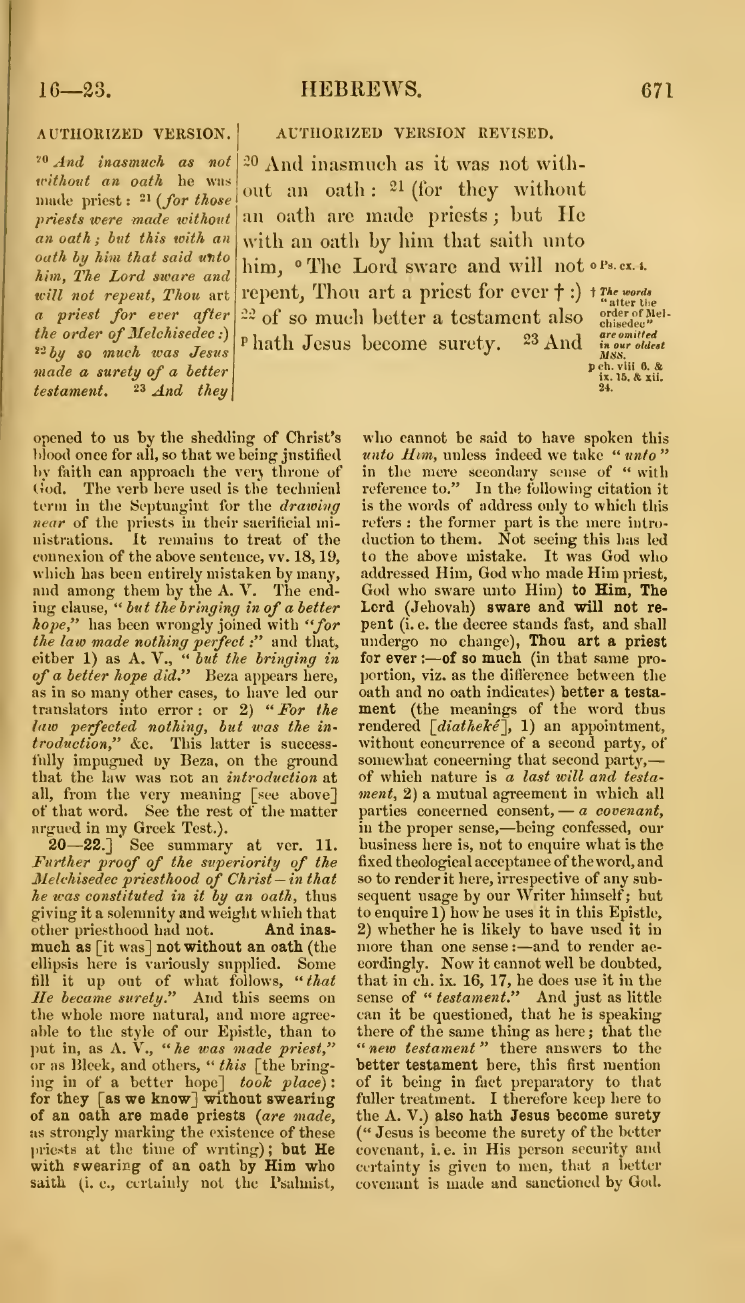 16—23.
HEBREWS.
671
AUTHORIZED VERSION.
20 And inasmuch as not
without an oath he was
made priest : 21 (for those
priests were made without
an oath ; but this with an
oath by him that said unto
him, The Lord sware and
will not repent, Thou art
a priest for ever after
the order of Melchisedec :)
22 by so much was Jesus
made a surety of a better
testament. 23 And they
AUTHORIZED VERSION REVISED.
20 And inasmuch as it was not with-
out an oath : 21 (for they without
an oath are made priests ; but He
with an oath by him that saith unto
him, o The Lord sware and will not
repent, Thou art a priest for ever † :)
22 of so much better a testament also
p hath Jesus become surety. 23 And
o Ps. cx. 4.
† The words
"after the
order of Mel-
chisedec"
are omitted
in our oldest
MSS.
p ch. viii 6. &
ix. 15. & xii.
24.
opened to us by the shedding of Christ's
blood once for all, so that we being justified
by faith can approach the very throne of
God. The verb here used is the technical
term in the Septuagint for the drawing
near of the priests in their sacrificial mi-
nistrations. It remains to treat of the
connexion of the above sentence, vv. 18, 19,
which has been entirely mistaken by many,
and among them by the A. V. The end-
ing clause, "but the bringing in of a better
hope," has been wrongly joined with "for
the law made nothing perfect :" and that,
either 1) as A. V., "but the bringing in
of a better hope did." Beza appears here,
as in so many other cases, to have led our
translators into error : or 2) "For the
law perfected nothing, but was the in-
troduction," &c. This latter is success-
fully impugned by Beza, on the ground
that the law was not an introduction at
all, from the very meaning [see above]
of that word. See the rest of the matter
argued in my Greek Test.).
20—22.] See summary at ver. 11.
Further proof of the superiority of the
Melchisedec priesthood of Christ—in that
he was constituted in it by an oath, thus
giving it a solemnity and weight which that
other priesthood had not. And inas-
much as [it was] not without an oath (the
ellipsis here is variously supplied. Some
fill it up out of what follows, "that
He became surety." And this seems on
the whole more natural, and more agree-
able to the style of our Epistle, than to
put in, as A. V., "he was made priest,"
or as Bleek, and others, "this [the bring-
ing in of a better hope] took place) :
for they [as we know] without swearing
of an oath are made priests (are made,
as strongly marking the existence of these
priests at the time of writing) ; but He
with swearing of an oath by Him who
saith (i. e., certainly not the Psalmist,
who cannot be said to have spoken this
unto Him, unless indeed we take "unto"
in the mere secondary sense of "with
reference to." In the following citation it
is the words of address only to which this
refers : the former part is the mere intro-
duction to them. Not seeing this has led
to the above mistake. It was God who
addressed Him, God who made Him priest,
God who sware unto Him) to Him, The
Lord (Jehovah) sware and will not re-
pent (i. e. the decree stands fast, and shall
undergo no change), Thou art a priest
for ever :—of so much (in that same pro-
portion, viz. as the difference between the
oath and no oath indicates) better a testa-
ment (the meanings of the word thus
rendered [diatheké], 1) an appointment,
without concurrence of a second party, of
somewhat concerning that second party,—
of which nature is a last will and testa-
ment, 2) a mutual agreement in which all
parties concerned consent, — a covenant,
in the proper sense,—being confessed, our
business here is, not to enquire what is the
fixed theological acceptance of the word, and
so to render it here, irrespective of any sub-
sequent usage by our Writer himself ; but
to enquire 1) how he uses it in this Epistle,
2) whether he is likely to have used it in
more than one sense :—and to render ac-
cordingly. Now it cannot well be doubted,
that in ch. ix. 16, 17, he does use it in the
sense of "testament." And just as little
can it be questioned, that he is speaking
there of the same thing as here ; that the
"new testament" there answers to the
better testament here, this first mention
of it being in fact preparatory to that
fuller treatment. I therefore keep here to
the A. V.) also hath Jesus become surety
("Jesus is become the surety of the better
covenant, i. e. in His person security and
certainty is given to men, that a better
covenant is made and sanctioned by God.